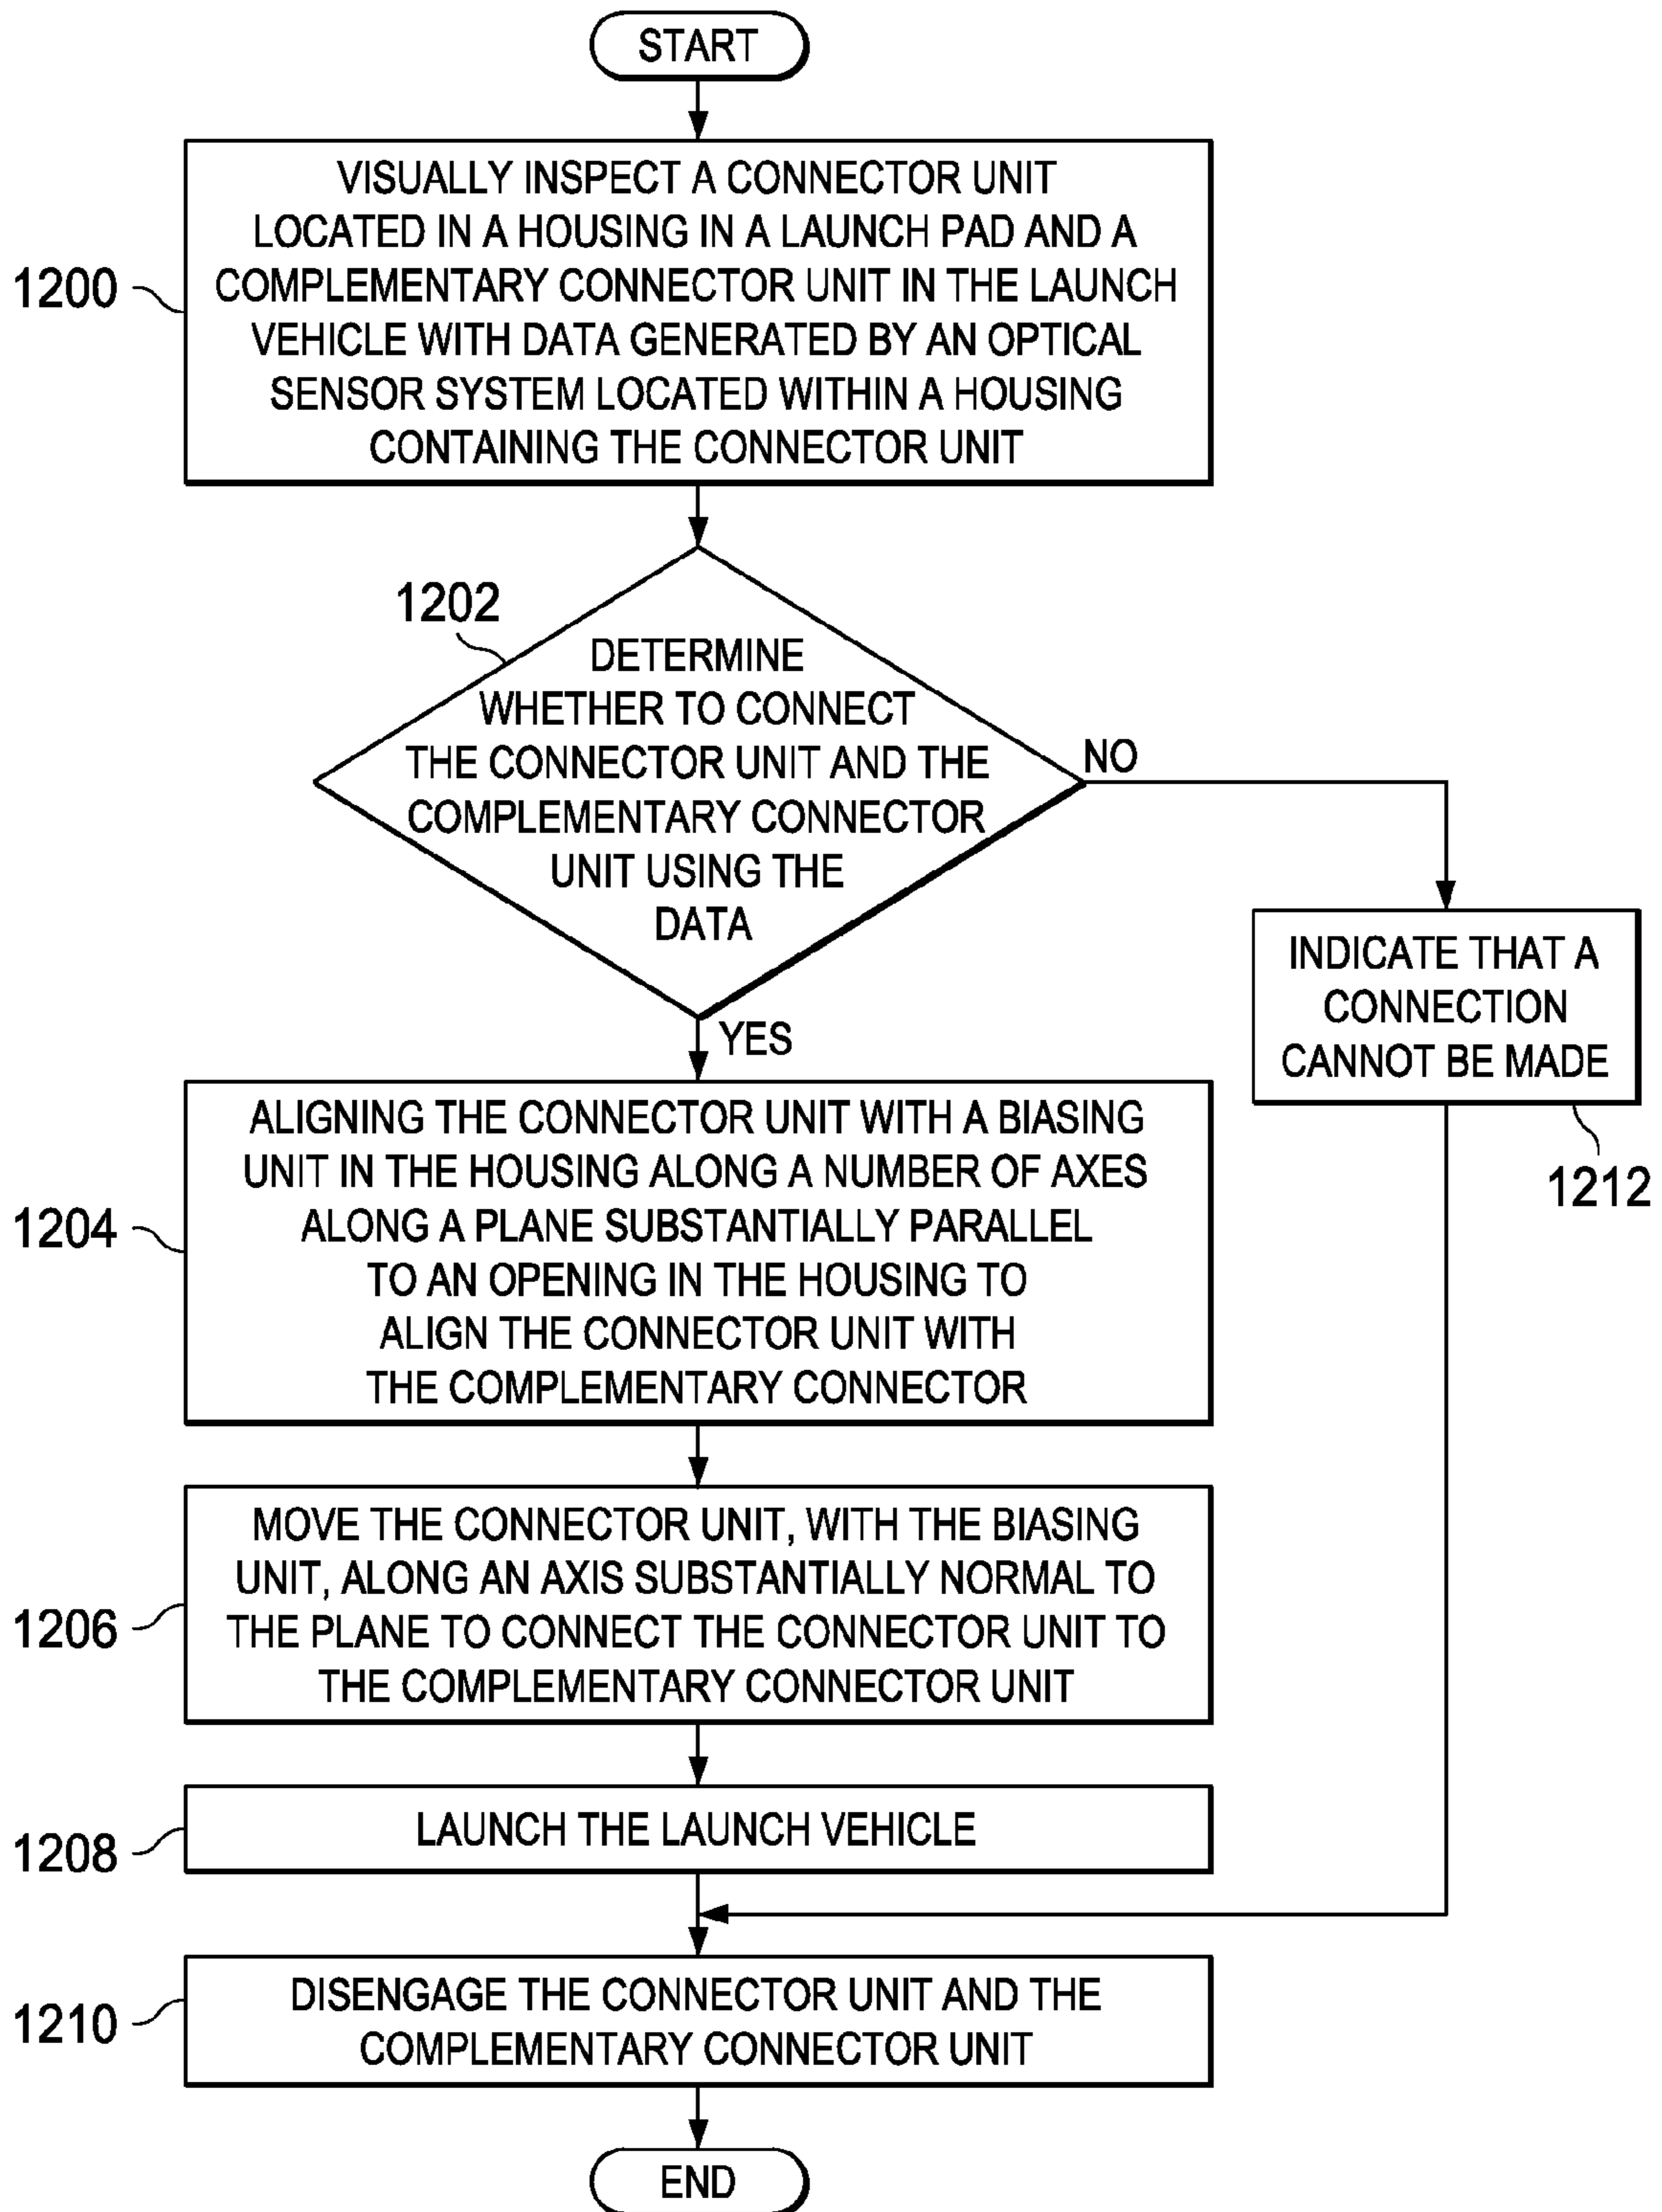 START
1200
VISUALLY INSPECT A CONNECTOR UNIT
LOCATED IN A HOUSING IN A LAUNCH PAD AND A
COMPLEMENTARY CONNECTOR UNIT IN THE LAUNCH
VEHICLE WITH DATA GENERATED BY AN OPTICAL
SENSOR SYSTEM LOCATED WITHIN A HOUSING
CONTAINING THE CONNECTOR UNIT
1202
DETERMINE
WHETHER TO CONNECT
THE CONNECTOR UNIT AND THE
COMPLEMENTARY CONNECTOR
UNIT USING THE
DATA
NO
YES
INDICATE THAT A
CONNECTION
CANNOT BE MADE
1212
1204
ALIGNING THE CONNECTOR UNIT WITH A BIASING
UNIT IN THE HOUSING ALONG A NUMBER OF AXES
ALONG A PLANE SUBSTANTIALLY PARALLEL
TO AN OPENING IN THE HOUSING TO
ALIGN THE CONNECTOR UNIT WITH
THE COMPLEMENTARY CONNECTOR
1206
MOVE THE CONNECTOR UNIT, WITH THE BIASING
UNIT, ALONG AN AXIS SUBSTANTIALLY NORMAL TO
THE PLANE TO CONNECT THE CONNECTOR UNIT TO
THE COMPLEMENTARY CONNECTOR UNIT
1208
LAUNCH THE LAUNCH VEHICLE
1210
DISENGAGE THE CONNECTOR UNIT AND THE
COMPLEMENTARY CONNECTOR UNIT
END